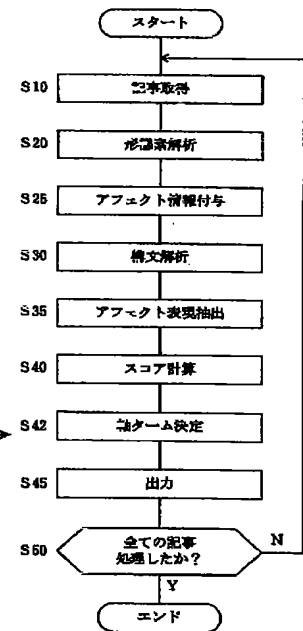 スタート
S10 記事取得
S20 形態素解析
S25 アフェクト情報付与
S30 構文解析
S35 アフェクト表現抽出
S40 スコア計算
S42 軸ターム決定
S45 出力
S50 全ての記事
処理したか？
N
Y
エンド